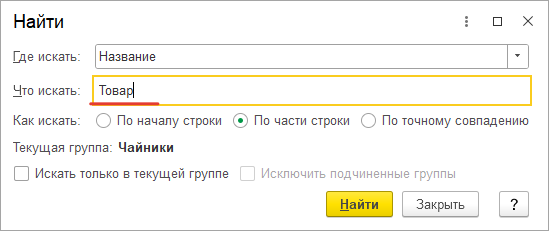 Найти
Где искать: Название
Что искать: Товар
Как искать: По началу строки По части строки По точному совпадению
Текущая группа: Чайники
Искать только в текущей группе Исключить подчиненные группы
Найти Закрыть ?